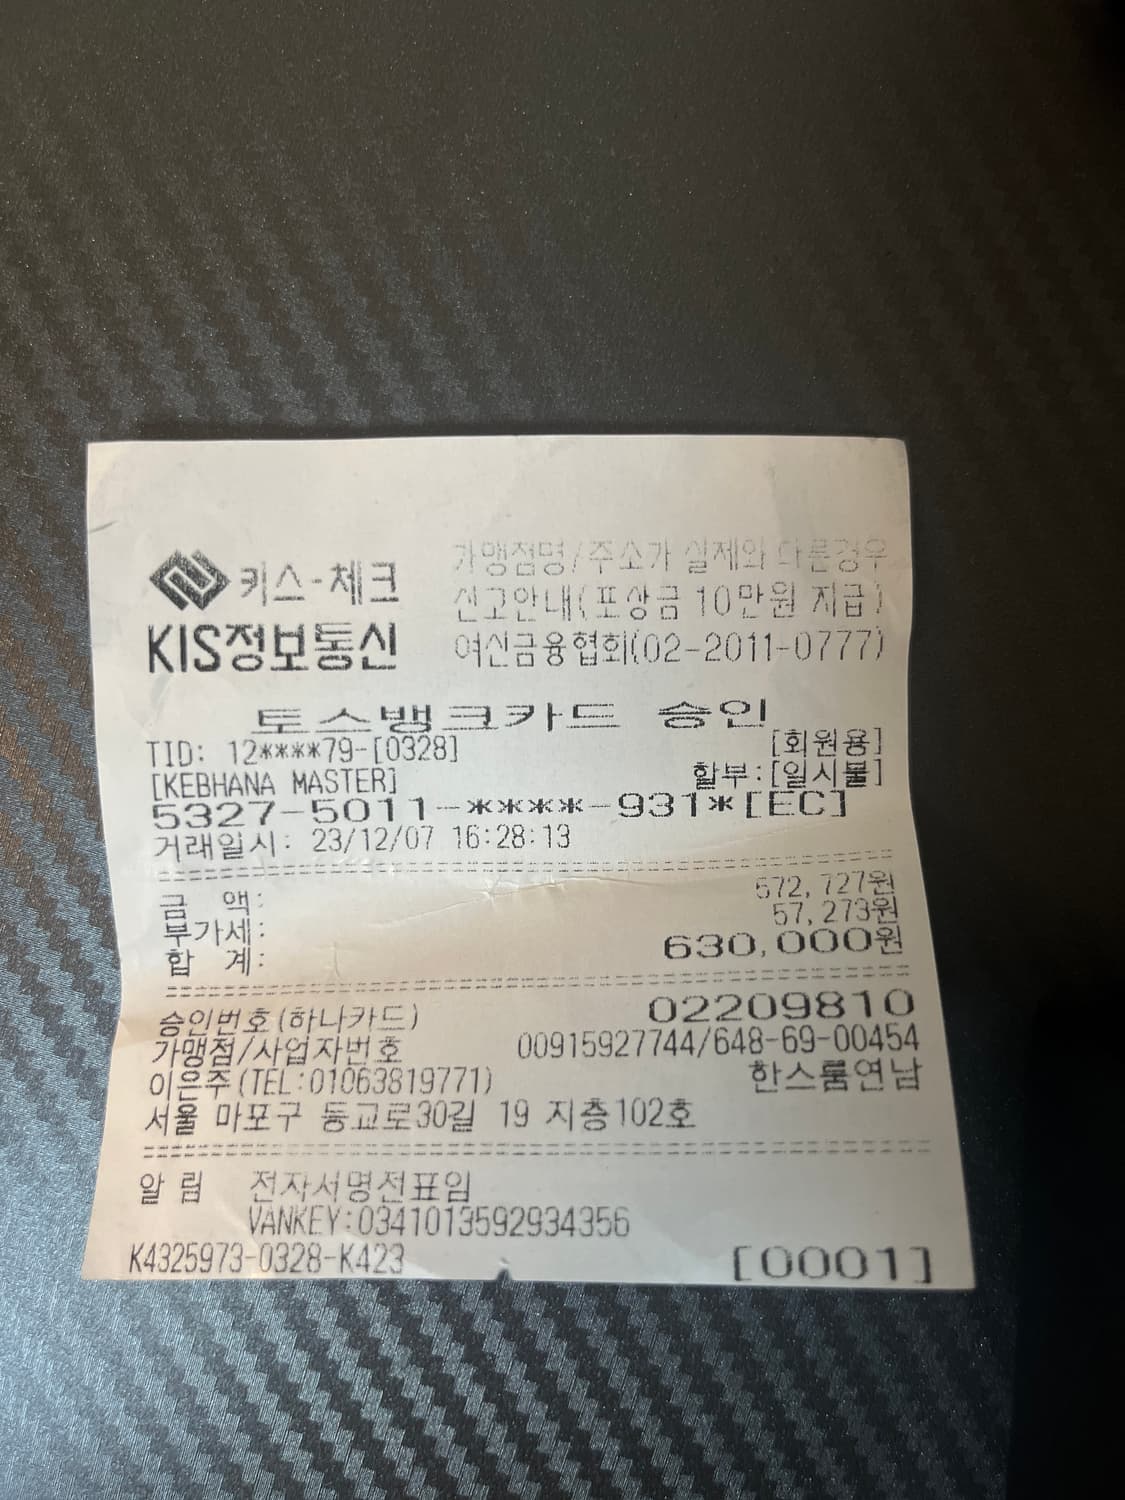 키스-체크
KIS정보통신
가맹점명/주소가 실제와 다른경우
신고안내(포상금 10만원 지급)
여신금융협회(02-2011-0777)
토스뱅크카드 승인
TID: 12****79-[0328] [회원용]
[KEBHANA MASTER] 할부:[일시불]
5327-5011-****-931*[EC]
거래일시: 23/12/07 16:28:13
금 액: 572,727원
부가세: 57,273원
합 계: 630,000원
승인번호(하나카드) 02209810
가맹점/사업자번호 00915927744/648-69-00454
이은주(TEL:01063819771) 한스룸연남
서울 마포구 동교로30길 19 지층102호
알 림 전자서명전표임
VANKEY:0341013592934356
K4325973-0328-K423 [0001]